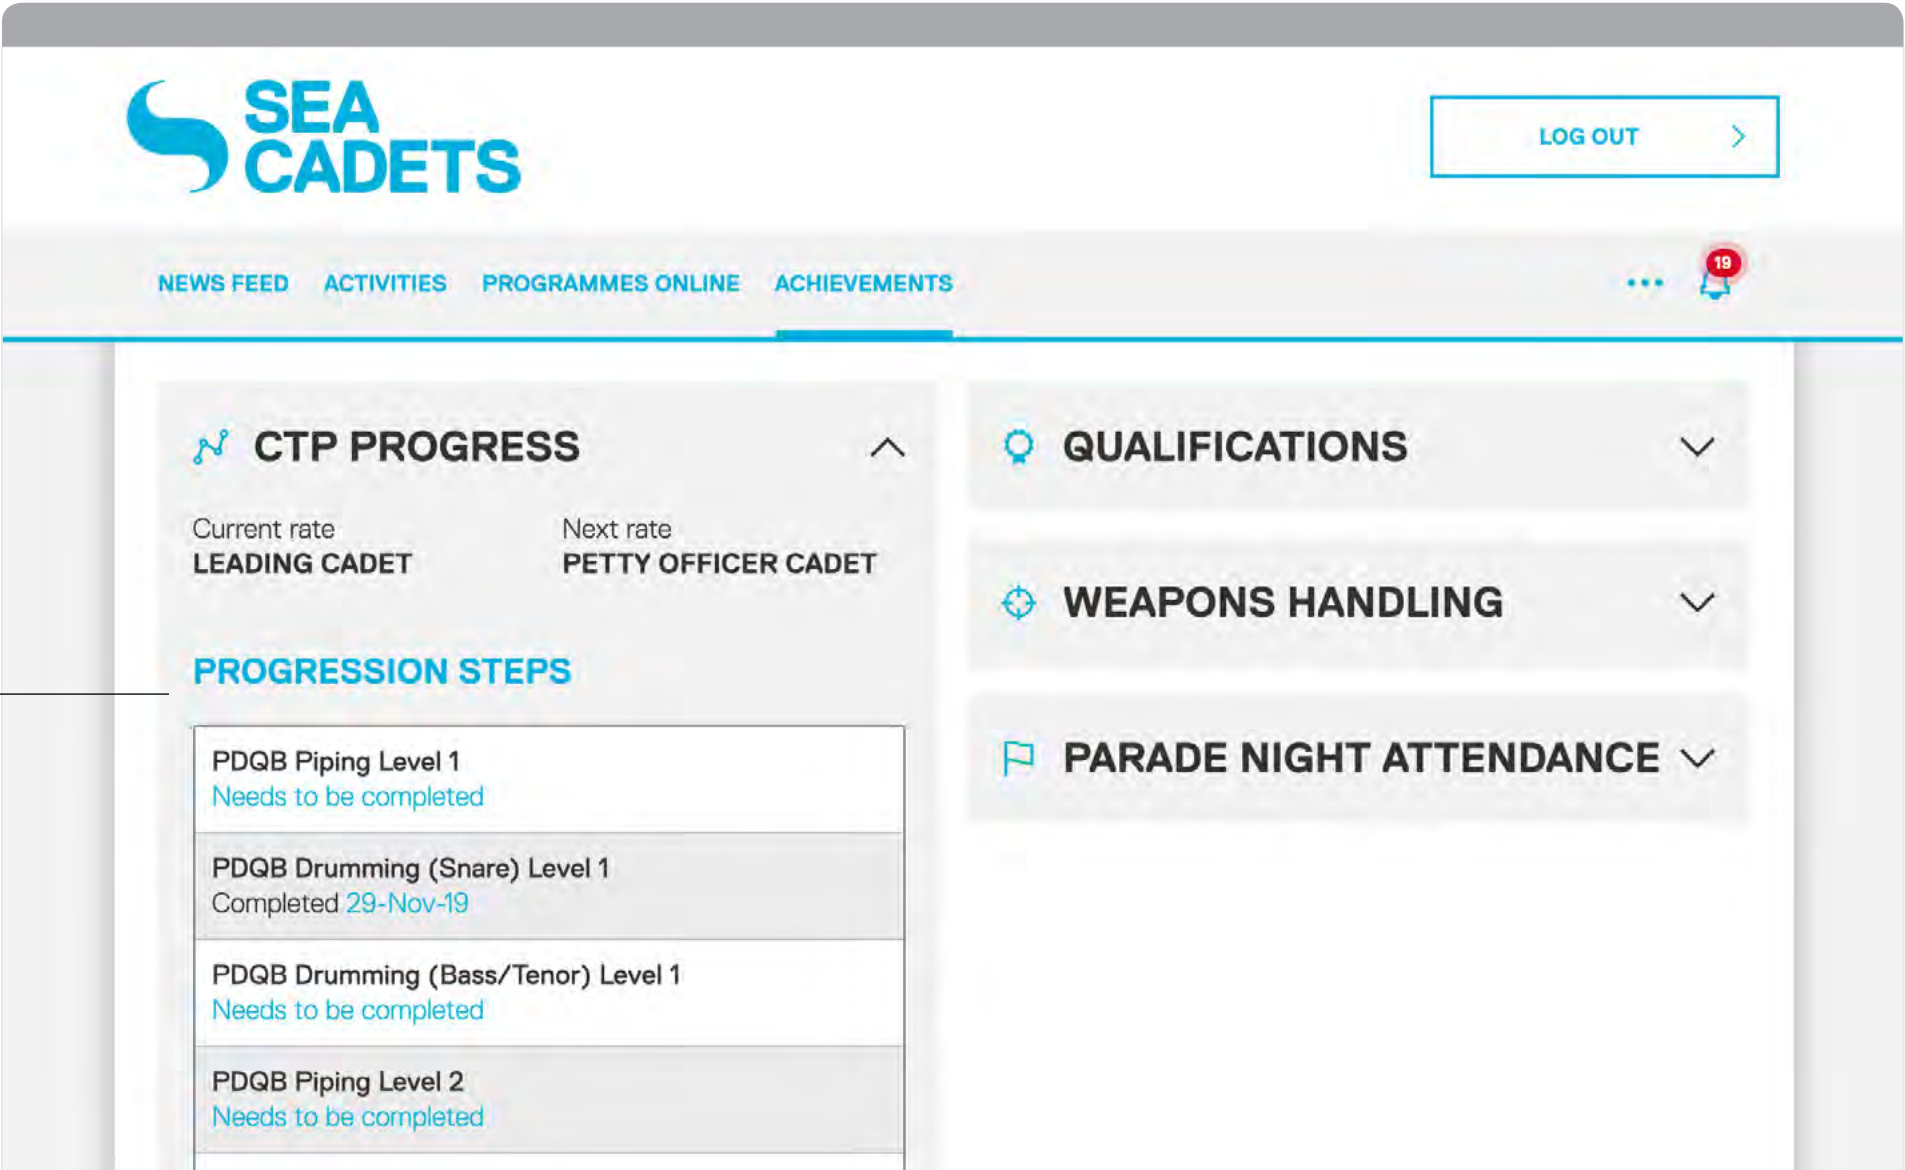 SEA
CADETS
LOG OUT
NEWS FEED ACTIVITIES PROGRAMMES ONLINE ACHIEVEMENTS
19
CTP PROGRESS
Current rate
LEADING CADET
Next rate
PETTY OFFICER CADET
PROGRESSION STEPS
PDQB Piping Level 1
Needs to be completed
PDQB Drumming (Snare) Level 1
Completed 29-Nov-19
PDQB Drumming (Bass/Tenor) Level 1
Needs to be completed
PDQB Piping Level 2
Needs to be completed
QUALIFICATIONS
WEAPONS HANDLING
PARADE NIGHT ATTENDANCE